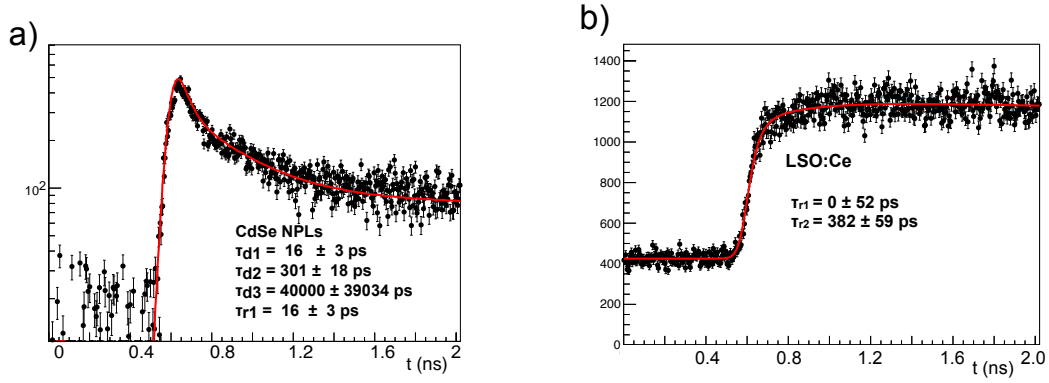 a)
10²
CdSe NPLs
τd1 = 16 ± 3 ps
τd2 = 301 ± 18 ps
τd3 = 40000 ± 39034 ps
τr1 = 16 ± 3 ps
0 0.4 0.8 1.2 1.6 2
t (ns)
b)
1400
1200
1000
800
600
400
200
0
LSO:Ce
τr1 = 0 ± 52 ps
τr2 = 382 ± 59 ps
0.4 0.8 1.2 1.6 2.0
t (ns)